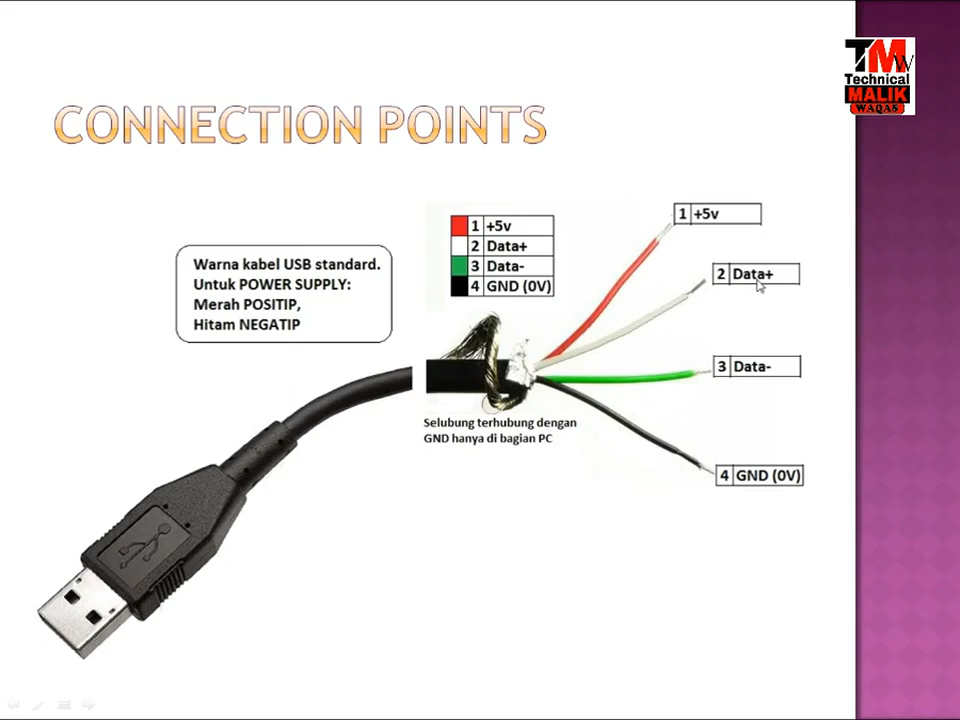 TMW
Technical
MALIK
WAQAS
CONNECTION POINTS
1 +5v
2 Data+
3 Data-
4 GND (0V)
Warna kabel USB standard.
Untuk POWER SUPPLY:
Merah POSITIP,
Hitam NEGATIP
1 +5v
2 Data+
3 Data-
4 GND (0V)
Selubung terhubung dengan
GND hanya di bagian PC